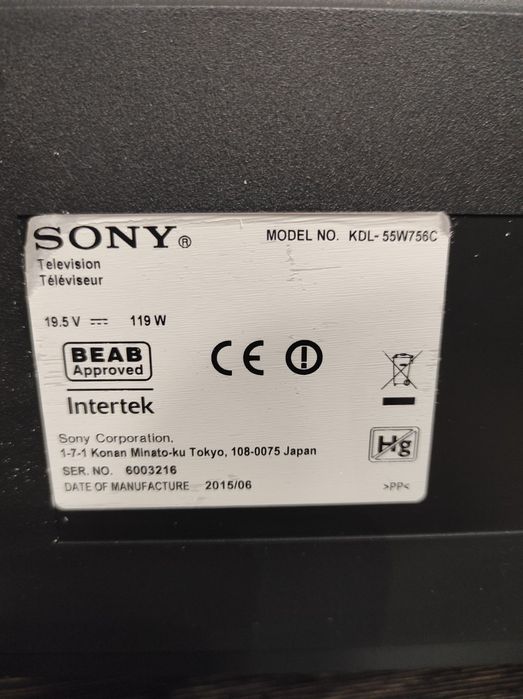 SONY®
MODEL NO. KDL-55W756C
Television
Téléviseur
19.5 V ⎓ 119 W
BEAB
Approved
Intertek
CE
Sony Corporation.
1-7-1 Konan Minato-ku Tokyo, 108-0075 Japan
Hg
SER. NO. 6003216
DATE OF MANUFACTURE 2015/06
>PP<